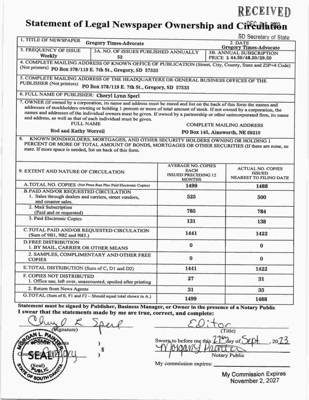 RECEIVED
Statement of Legal Newspaper Ownership and Circulation
SD Secretary of State
1. TITLE OF NEWSPAPER
Gregory Times-Advocate
2. DATE
Gregory Times-Advocate
3. FREQUENCY OF ISSUE
Weekly
3A. NO. OF ISSUES PUBLISHED ANNUALLY
52
3B. ANNUAL SUBSCRIPTION
PRICE: $ 44.00/48.00/59.00
4. COMPLETE MAILING ADDRESS OF KNOWN OFFICE OF PUBLICATION (Street, City, County, State and ZIP+4 Code)
(Not printers) PO Box 378/119 E. 7th St., Gregory, SD 57533
5. COMPLETE MAILING ADDRESS OF THE HEADQUARTERS OR GENERAL BUSINESS OFFICES OF THE
PUBLISHER (Not printers) PO Box 378/119 E. 7th St., Gregory, SD 57533
6. FULL NAME OF PUBLISHER: Cheryl Lynn Sperl
7. OWNER (If owned by a corporation, its name and address must be stated and list on the back of this form the names and
addresses of stockholders owning or holding 1 percent or more of total amount of stock. If not owned by a corporation, the
names and addresses of the individual owners must be given. If owned by a partnership or other unincorporated firm, its name
and address, as well as that of each individual must be given.
FULL NAME
COMPLETE MAILING ADDRESS
Rod and Kathy Worrell
PO Box 145, Ainsworth, NE 69210
8. KNOWN BONDHOLDERS, MORTGAGES, AND OTHER SECURITY HOLDERS OWNING OR HOLDING 1
PERCENT OR MORE OF TOTAL AMOUNT OF BONDS, MORTGAGES OR OTHER SECURITIES (If there are none, so
state. If more space is needed, list on back of this form.
9. EXTENT AND NATURE OF CIRCULATION
AVERAGE NO. COPIES
EACH
ISSUED PRECEDING 12
MONTHS
ACTUAL NO. COPIES
ISSUED
NEAREST TO FILING DATE
A. TOTAL NO. COPIES (Net Press Run Plus Paid Electronic Copies) 1499 1488
B. PAID AND/OR REQUESTED CIRCULATION
1. Sales through dealers and carriers, street vendors,
and counter sales. 525 500
2. Mail Subscription
(Paid and or requested) 785 784
3. Paid Electronic Copies 131 138
C. TOTAL PAID AND/OR REQUESTED CIRCULATION
(Sum of 9B1, 9B2 and 9B3.) 1441 1422
D. FREE DISTRIBUTION
1. BY MAIL, CARRIER OR OTHER MEANS 0 0
2. SAMPLES, COMPLIMENTARY AND OTHER FREE
COPIES 0 0
E. TOTAL DISTRIBUTION (Sum of C, D1 and D2) 1441 1422
F. COPIES NOT DISTRIBUTED
1. Office use, left over, unaccounted, spoiled after printing 27 31
2. Return from News Agents 31 35
G. TOTAL (Sum of E, F1 and F2 – Should equal total shown in A.) 1499 1488
Statement must be signed by Publisher, Business Manager, or Owner in the presence of a Notary Public
I swear that the statements made by me are true, correct, and complete:
Cheryl L Sperl Editor
(Signature) (Title)
Sworn to before me this day of Sept, 2023
Notary Public
My commission expires:
SEAL
(Seal)
My Commission Expires
November 2, 2027